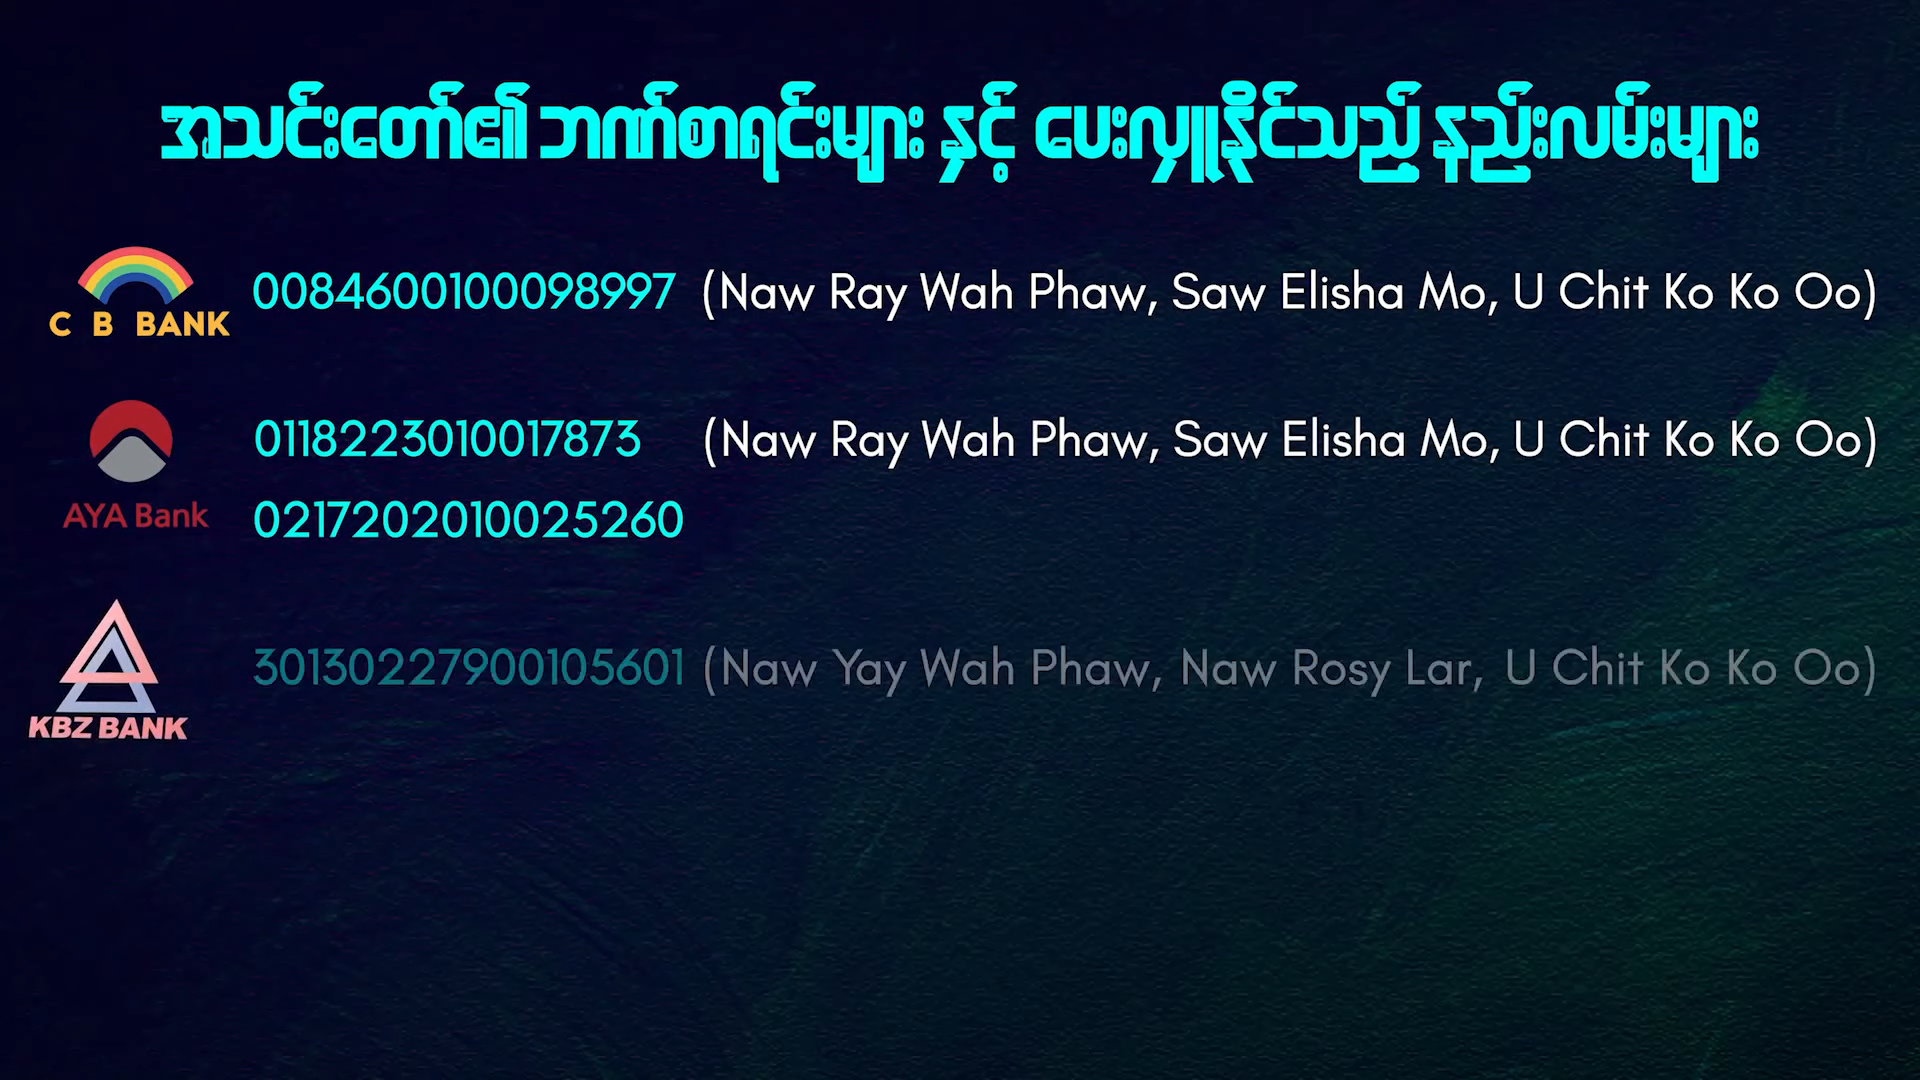 အသင်းတော်၏ ဘဏ်စာရင်းများ နှင့် ပေးလှူနိုင်သည့် နည်းလမ်းများ
C B BANK 0084600100098997 (Naw Ray Wah Phaw, Saw Elisha Mo, U Chit Ko Ko Oo)
0118223010017873 (Naw Ray Wah Phaw, Saw Elisha Mo, U Chit Ko Ko Oo)
AYA Bank 0217202010025260
30130227900105601 (Naw Yay Wah Phaw, Naw Rosy Lar, U Chit Ko Ko Oo)
KBZ BANK